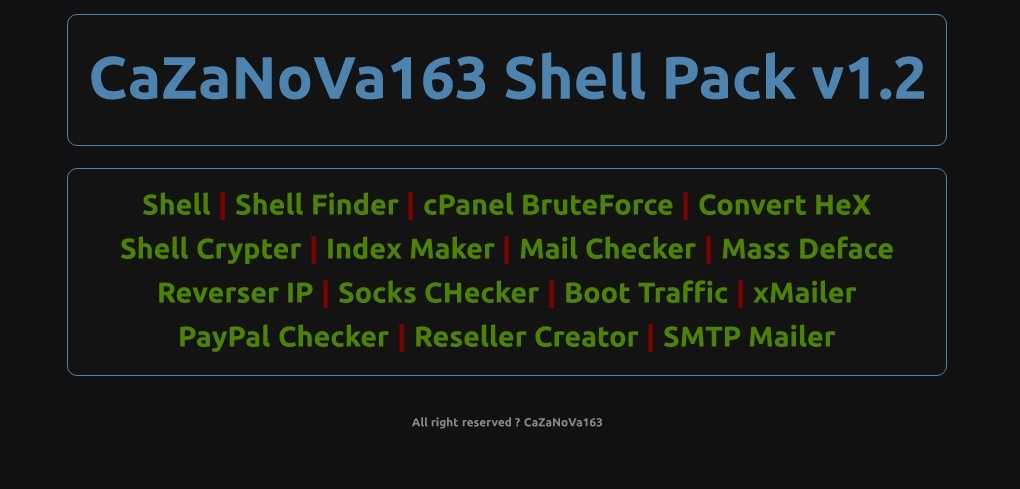 CaZaNoVa163 Shell Pack v1.2
Shell | Shell Finder | cPanel BruteForce | Convert HeX
Shell Crypter | Index Maker | Mail Checker | Mass Deface
Reverser IP | Socks CHecker | Boot Traffic | xMailer
PayPal Checker | Reseller Creator | SMTP Mailer
All right reserved ? CaZaNoVa163